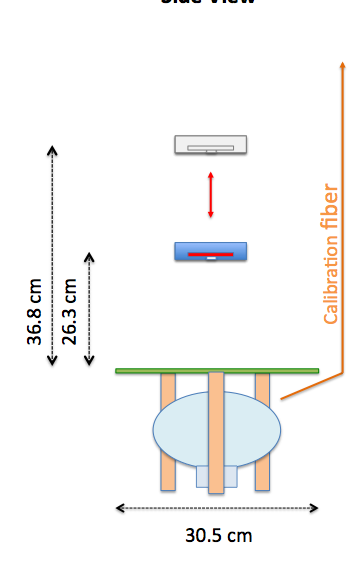 Side View
Calibration fiber
36.8 cm
26.3 cm
30.5 cm